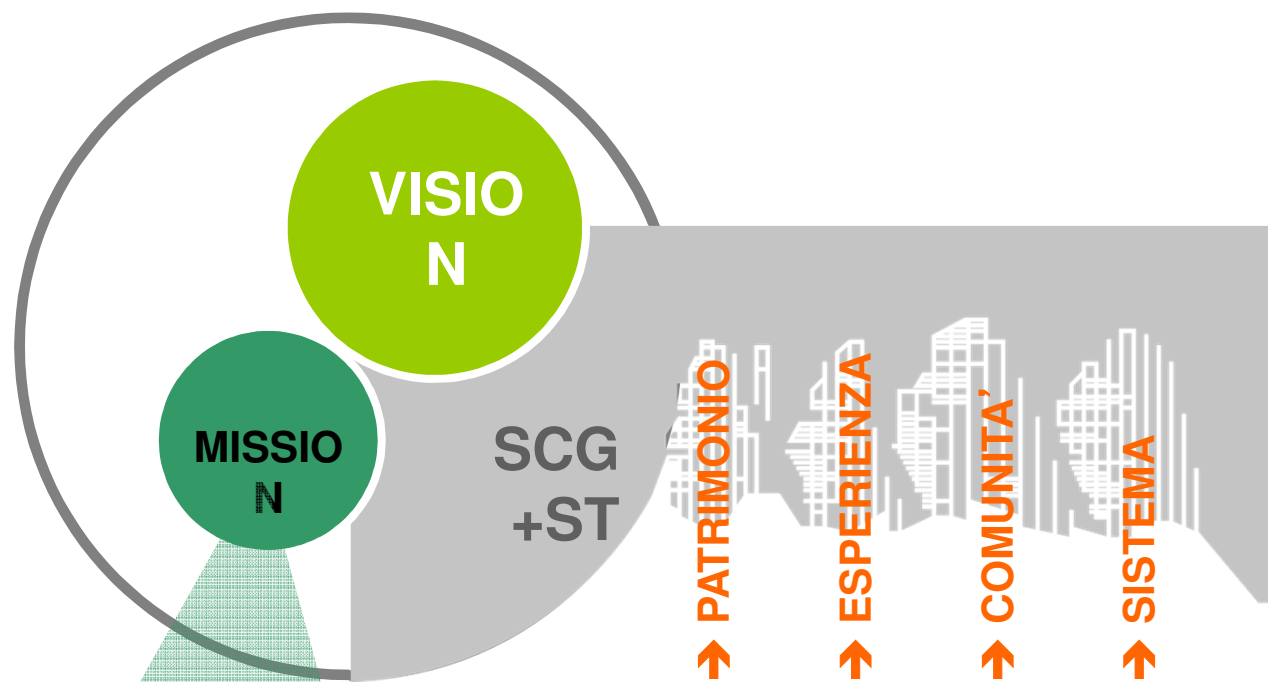 VISIO
N
MISSIO
N
SCG
+ST
PATRIMONIO
ESPERIENZA
COMUNITA’
SISTEMA